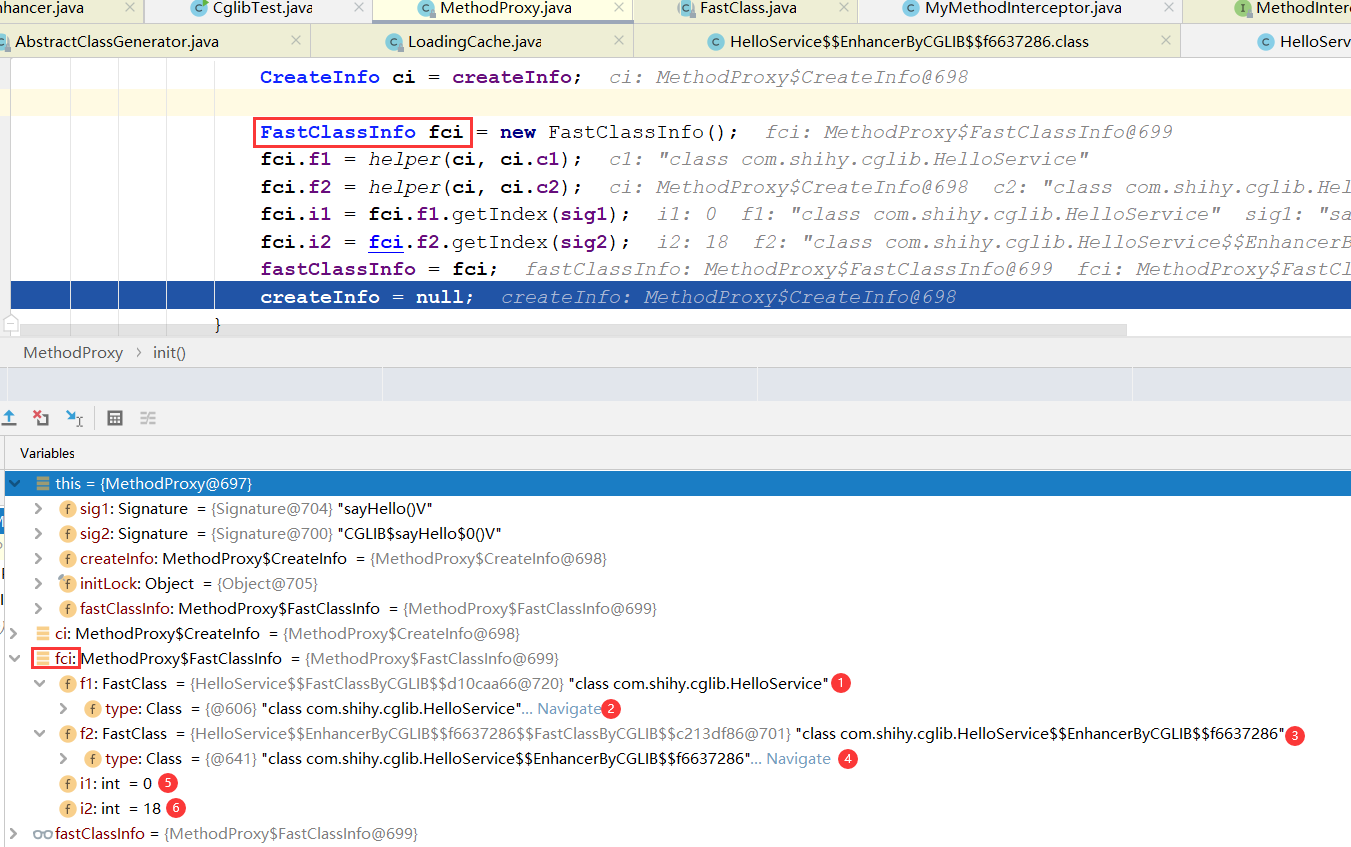 nhancer.java CglibTest.java MethodProxy.java FastClass.java MyMethodInterceptor.java MethodInterc
AbstractClassGenerator.java LoadingCache.java HelloService$$EnhancerByCGLIB$$f6637286.class HelloServ
CreateInfo ci = createInfo; ci: MethodProxy$CreateInfo@698
FastClassInfo fci = new FastClassInfo(); fci: MethodProxy$FastClassInfo@699
fci.f1 = helper(ci, ci.c1); c1: "class com.shihy.cglib.HelloService"
fci.f2 = helper(ci, ci.c2); ci: MethodProxy$CreateInfo@698 c2: "class com.shihy.cglib.Hel
fci.i1 = fci.f1.getIndex(sig1); i1: 0 f1: "class com.shihy.cglib.HelloService" sig1: "sa
fci.i2 = fci.f2.getIndex(sig2); i2: 18 f2: "class com.shihy.cglib.HelloService$$EnhancerB
fastClassInfo = fci; fastClassInfo: MethodProxy$FastClassInfo@699 fci: MethodProxy$FastCl
createInfo = null; createInfo: MethodProxy$CreateInfo@698
}
MethodProxy › init()
Variables
this = {MethodProxy@697}
f sig1: Signature = {Signature@704} "sayHello()V"
f sig2: Signature = {Signature@700} "CGLIB$sayHello$0()V"
f createInfo: MethodProxy$CreateInfo = {MethodProxy$CreateInfo@698}
f initLock: Object = {Object@705}
f fastClassInfo: MethodProxy$FastClassInfo = {MethodProxy$FastClassInfo@699}
ci: MethodProxy$CreateInfo = {MethodProxy$CreateInfo@698}
fci: MethodProxy$FastClassInfo = {MethodProxy$FastClassInfo@699}
f f1: FastClass = {HelloService$$FastClassByCGLIB$$d10caa66@720} "class com.shihy.cglib.HelloService" 1
f type: Class = {@606} "class com.shihy.cglib.HelloService"... Navigate 2
f f2: FastClass = {HelloService$$EnhancerByCGLIB$$f6637286$$FastClassByCGLIB$$c213df86@701} "class com.shihy.cglib.HelloService$$EnhancerByCGLIB$$f6637286" 3
f type: Class = {@641} "class com.shihy.cglib.HelloService$$EnhancerByCGLIB$$f6637286"... Navigate 4
f i1: int = 0 5
f i2: int = 18 6
fastClassInfo = {MethodProxy$FastClassInfo@699}